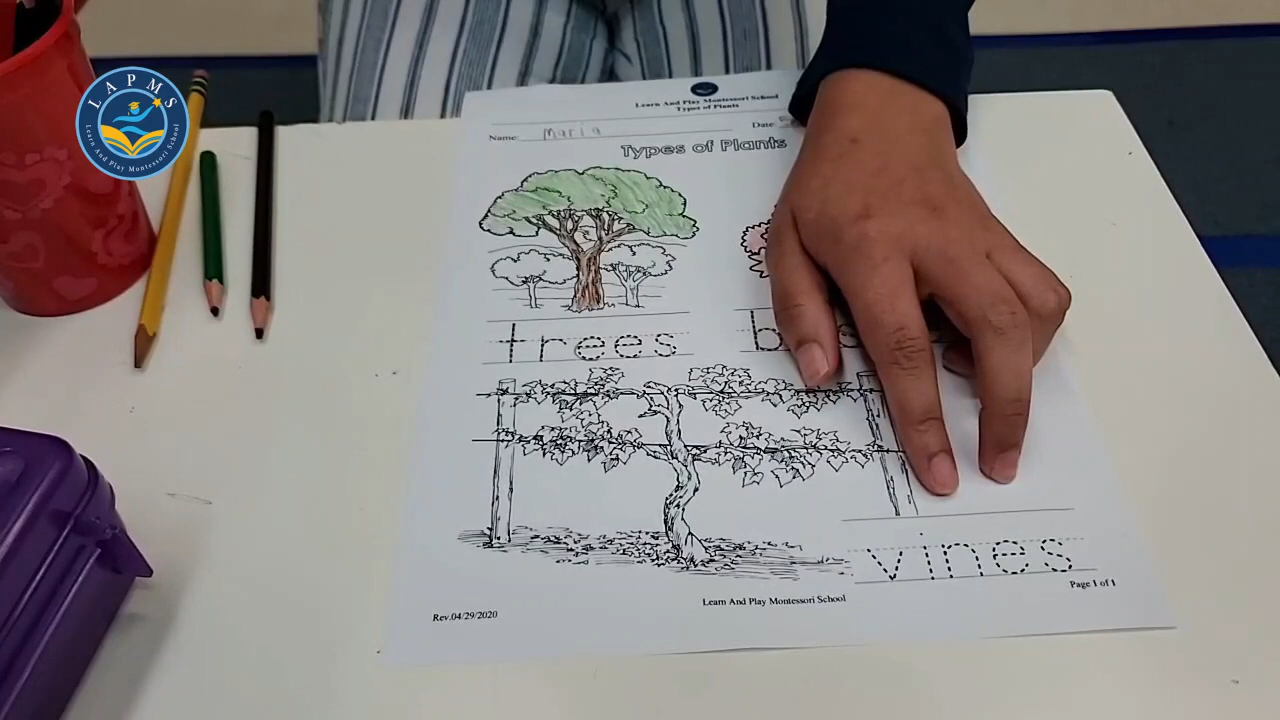 LAPMS
Learn And Play Montessori School
Learn And Play Montessori School
Types of Plants
Name: Maria Date:
Types of Plants
trees
vines
Page 1 of 1
Learn And Play Montessori School
Rev.04/29/2020